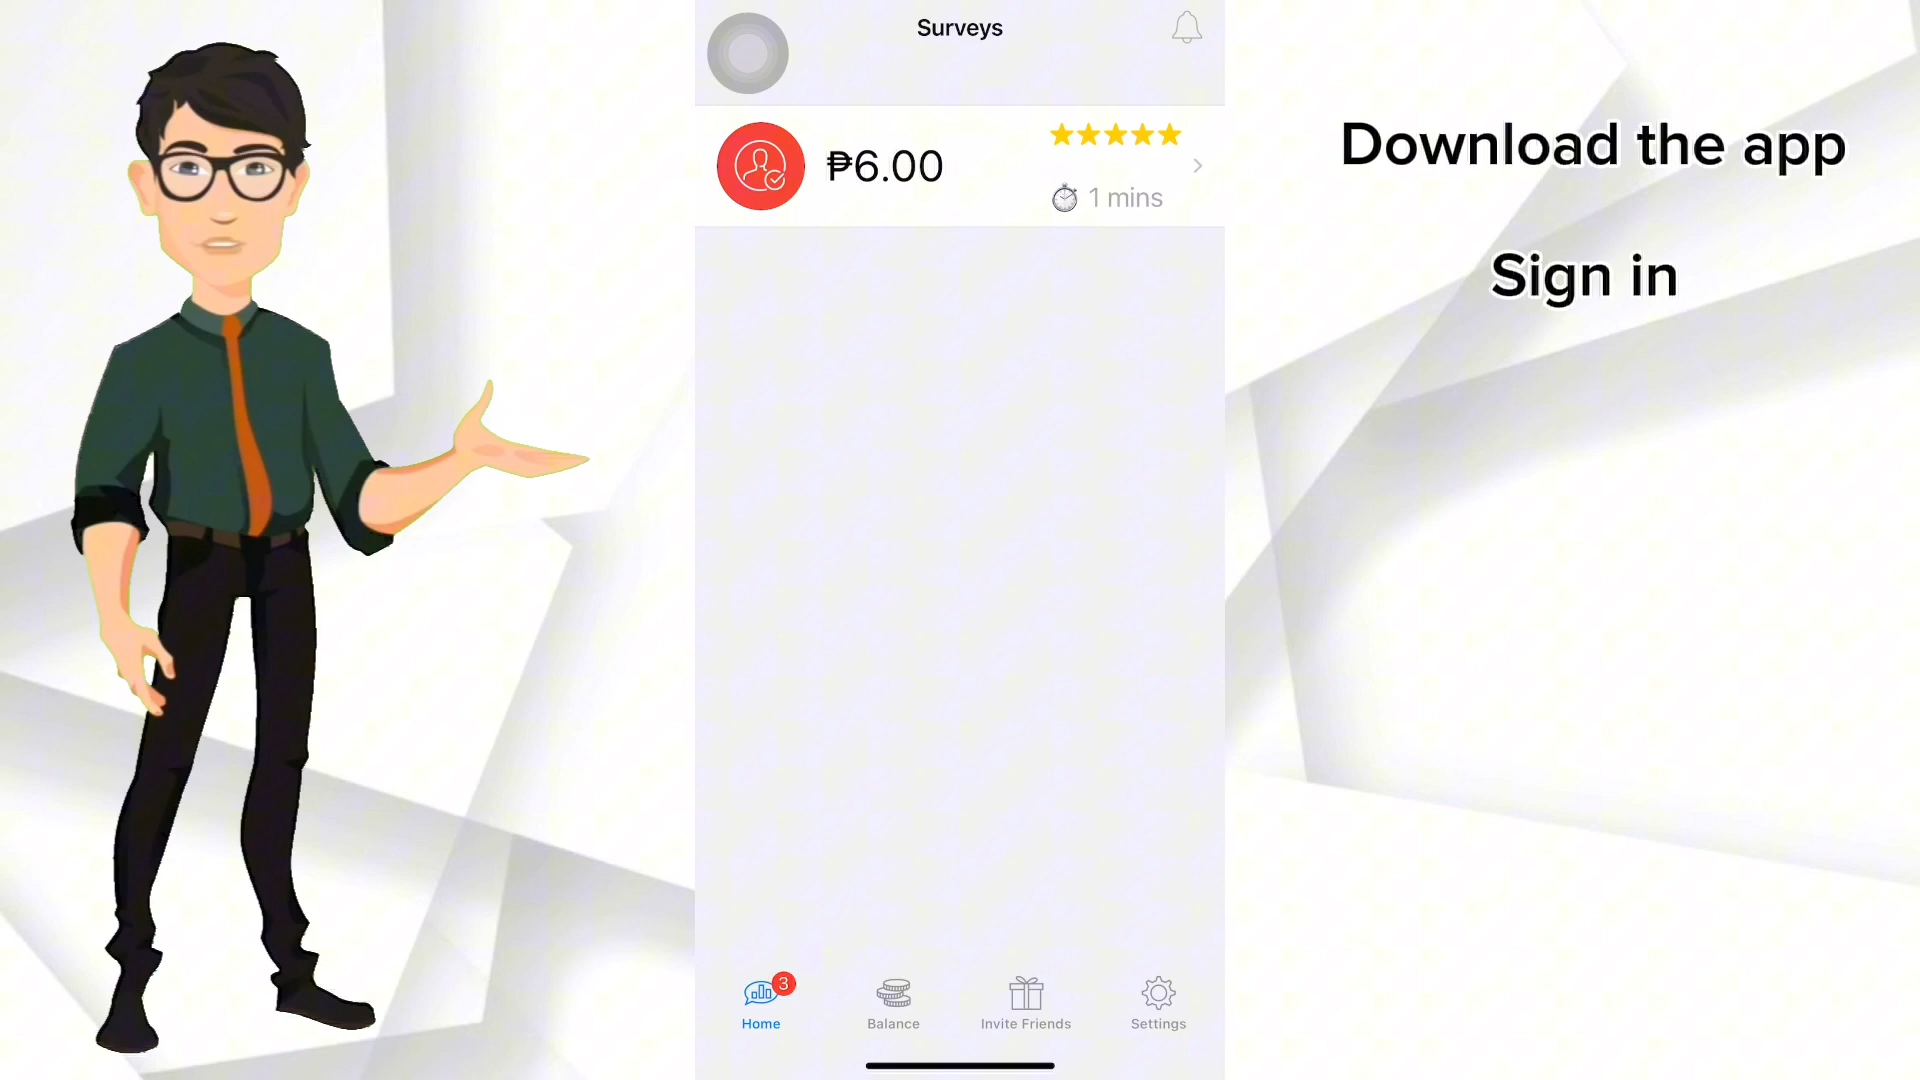 Surveys
₱6.00
1 mins
3
Home
Balance
Invite Friends
Settings
Download the app
Sign in